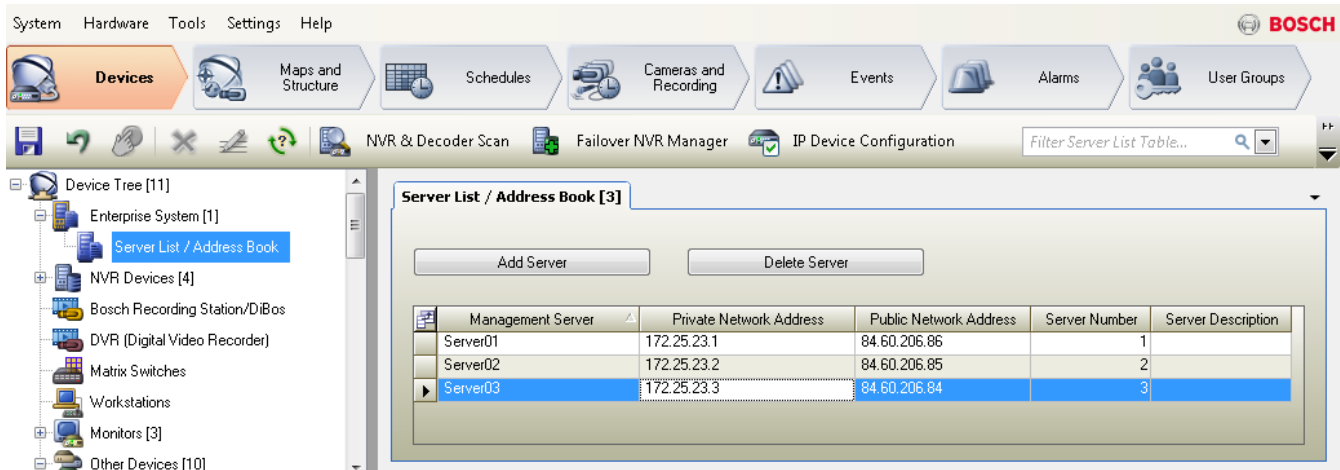 System Hardware Tools Settings Help BOSCH
Devices Maps and Structure Schedules Cameras and Recording Events Alarms User Groups
NVR & Decoder Scan Failover NVR Manager IP Device Configuration Filter Server List Table...
Device Tree [11]
Enterprise System [1]
Server List / Address Book
NVR Devices [4]
Bosch Recording Station/DiBos
DVR (Digital Video Recorder)
Matrix Switches
Workstations
Monitors [3]
Other Devices [10]
Server List / Address Book [3]
Add Server Delete Server
Management Server Private Network Address Public Network Address Server Number Server Description
Server01 172.25.23.1 84.60.206.86 1
Server02 172.25.23.2 84.60.206.85 2
Server03 172.25.23.3 84.60.206.84 3